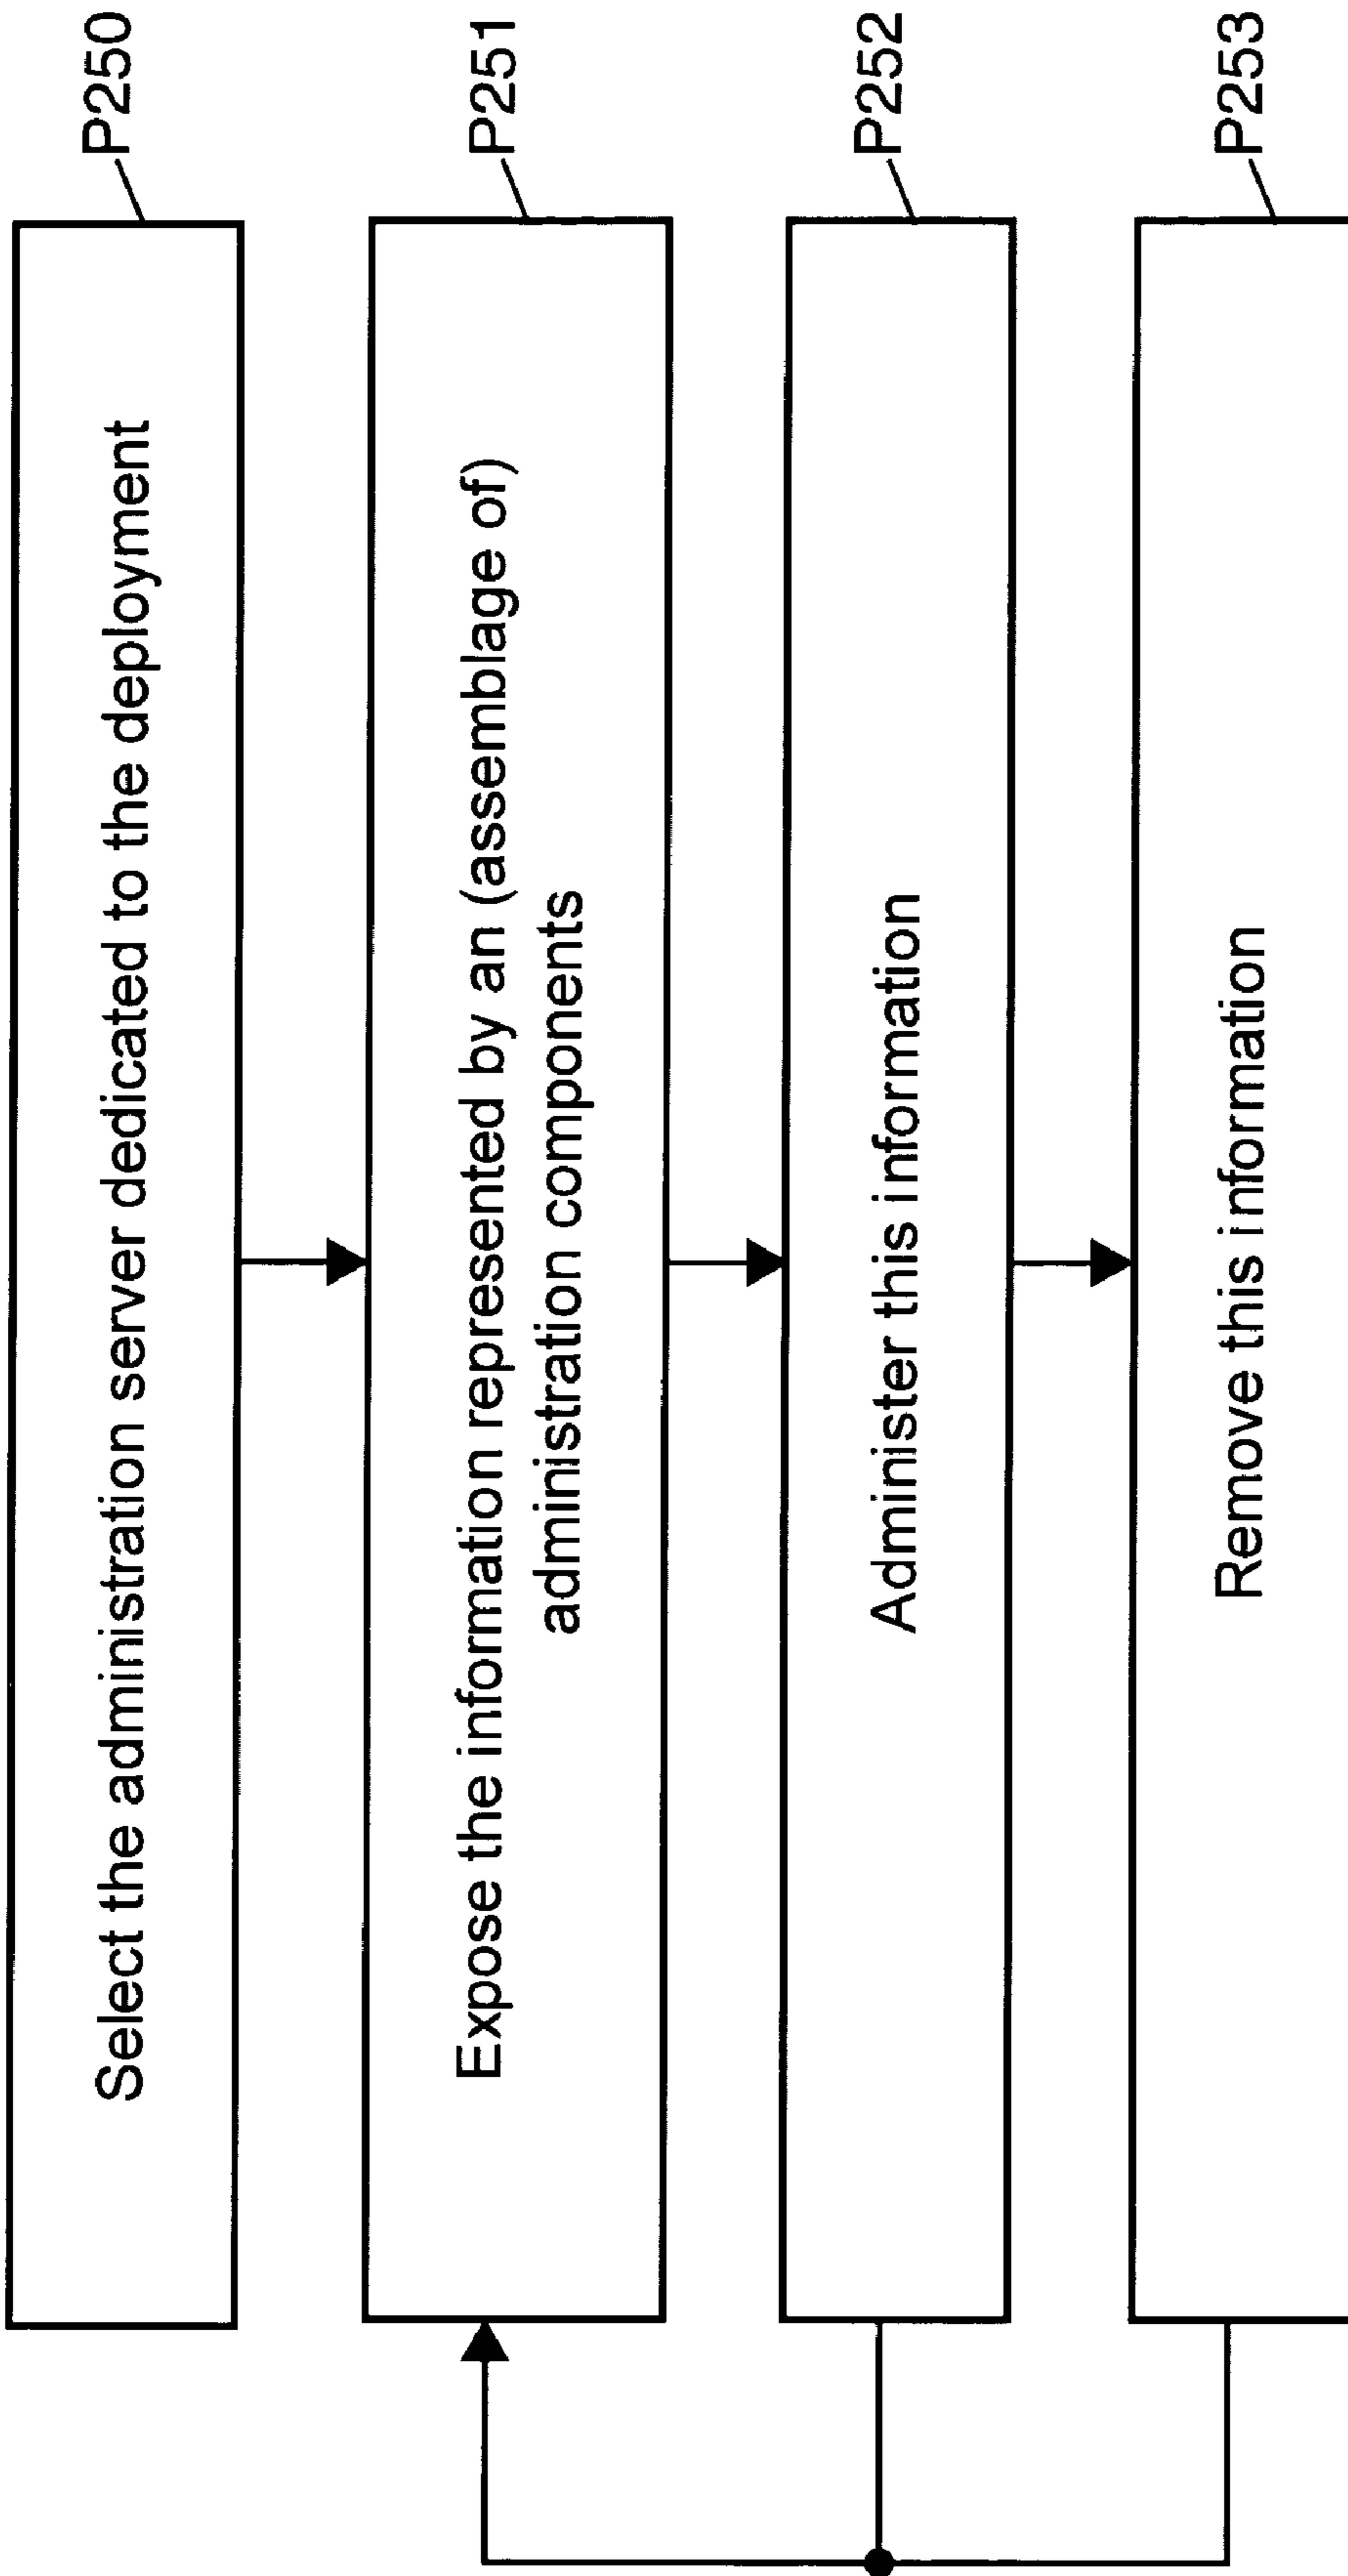 Select the administration server dedicated to the deployment
P250
Expose the information represented by an (assemblage of)
administration components
P251
Administer this information
P252
Remove this information
P253